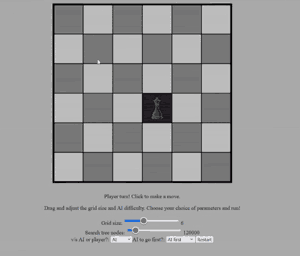 Player turn! Click to make a move
Drag and adjust the grid size and AI difficulty. Choose your choice of parameters and run!
Grid size: 6
Search tree nodes: 120000
v/s AI or player?: AI AI to go first?: AI first Restart